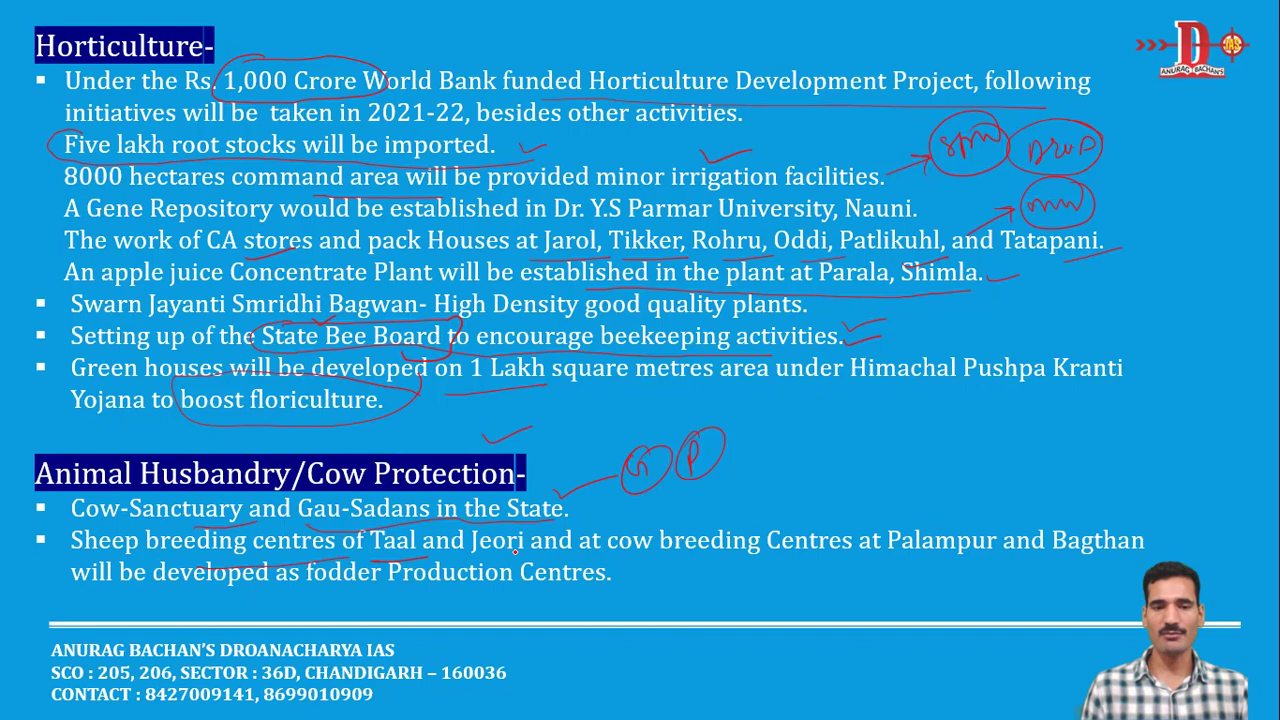 Horticulture-
D
IAS
ANURAG BACHAN'S
▪ Under the Rs. 1,000 Crore World Bank funded Horticulture Development Project, following
initiatives will be taken in 2021-22, besides other activities.
Five lakh root stocks will be imported.
8000 hectares command area will be provided minor irrigation facilities.
A Gene Repository would be established in Dr. Y.S Parmar University, Nauni.
The work of CA stores and pack Houses at Jarol, Tikker, Rohru, Oddi, Patlikuhl, and Tatapani.
An apple juice Concentrate Plant will be established in the plant at Parala, Shimla.
▪ Swarn Jayanti Smridhi Bagwan- High Density good quality plants.
▪ Setting up of the State Bee Board to encourage beekeeping activities.
▪ Green houses will be developed on 1 Lakh square metres area under Himachal Pushpa Kranti
Yojana to boost floriculture.
Animal Husbandry/Cow Protection-
P
▪ Cow-Sanctuary and Gau-Sadans in the State.
▪ Sheep breeding centres of Taal and Jeori and at cow breeding Centres at Palampur and Bagthan
will be developed as fodder Production Centres.
ANURAG BACHAN'S DROANACHARYA IAS
SCO : 205, 206, SECTOR : 36D, CHANDIGARH – 160036
CONTACT : 8427009141, 8699010909